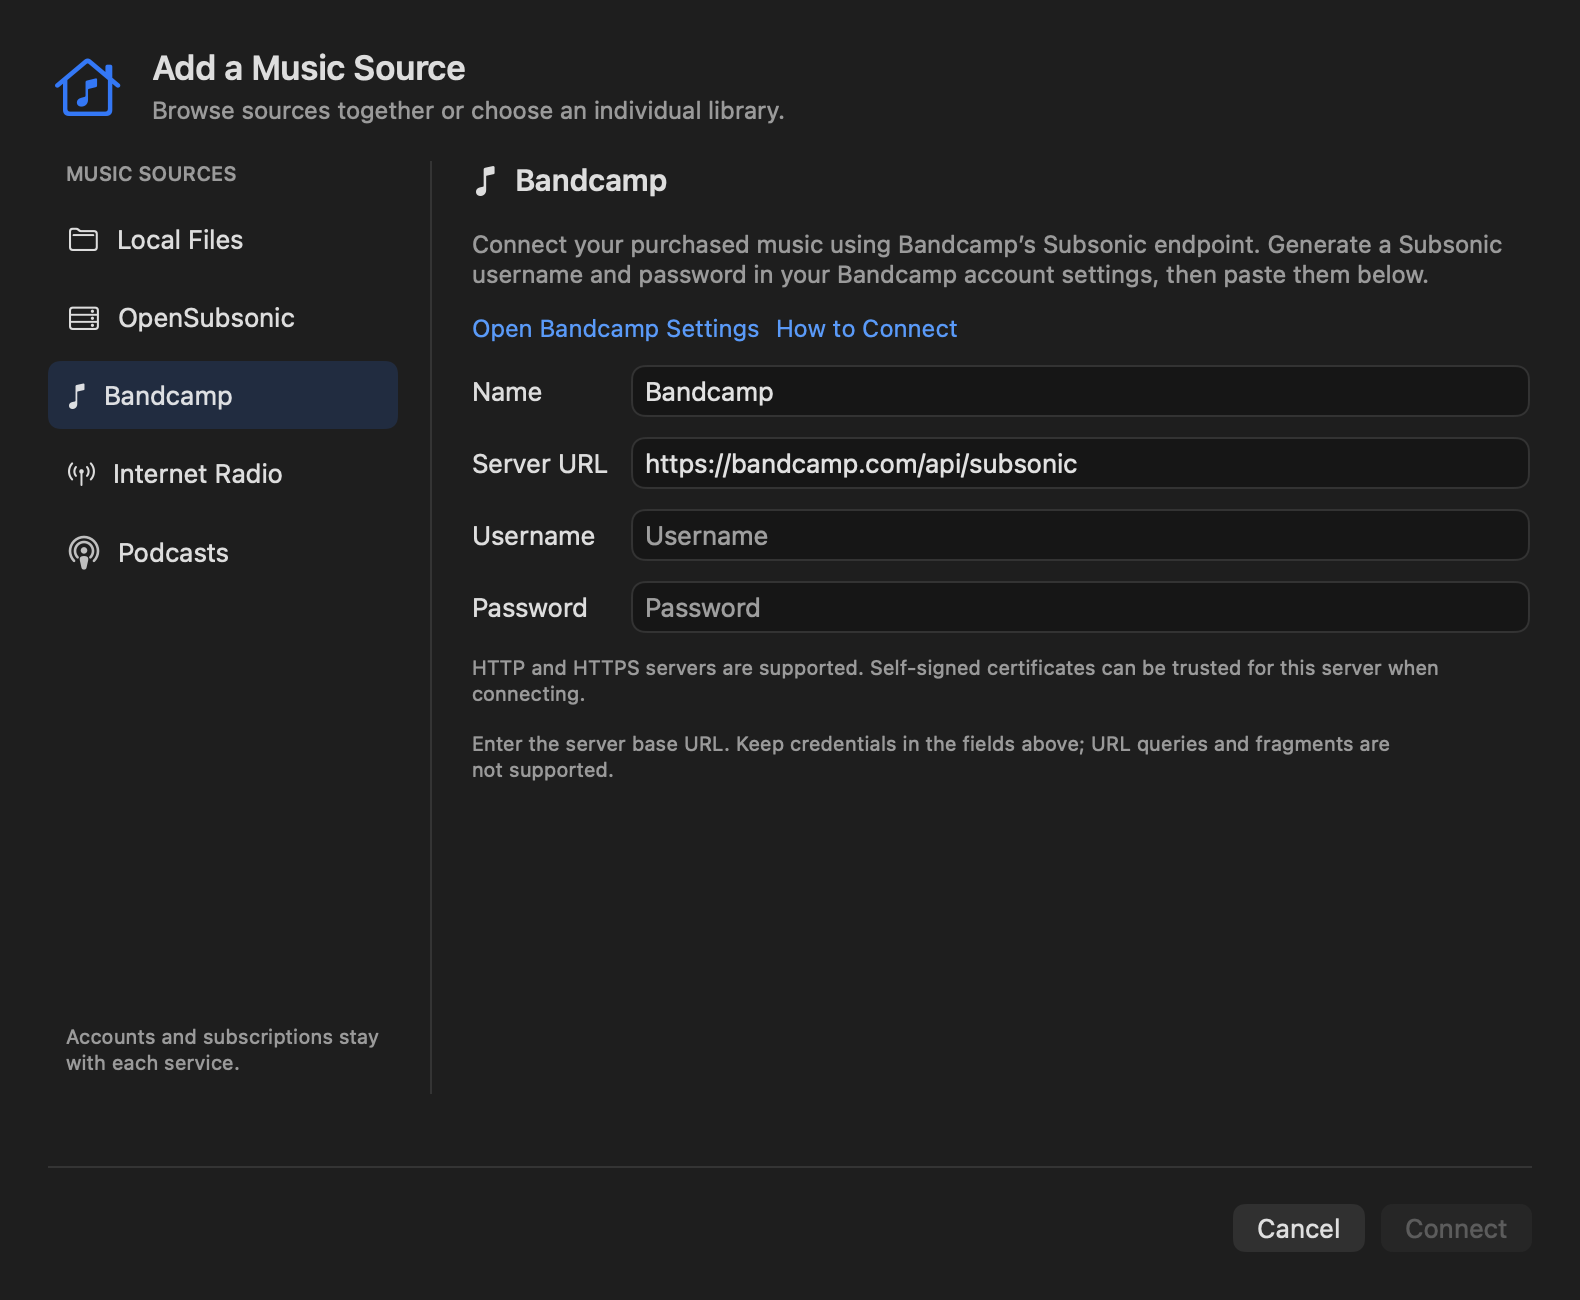 Add a Music Source
Browse sources together or choose an individual library.
MUSIC SOURCES
Local Files
OpenSubsonic
Bandcamp
Internet Radio
Podcasts
Accounts and subscriptions stay
with each service.
Bandcamp
Connect your purchased music using Bandcamp’s Subsonic endpoint. Generate a Subsonic
username and password in your Bandcamp account settings, then paste them below.
Open Bandcamp Settings How to Connect
Name Bandcamp
Server URL https://bandcamp.com/api/subsonic
Username Username
Password Password
HTTP and HTTPS servers are supported. Self-signed certificates can be trusted for this server when
connecting.
Enter the server base URL. Keep credentials in the fields above; URL queries and fragments are
not supported.
Cancel Connect